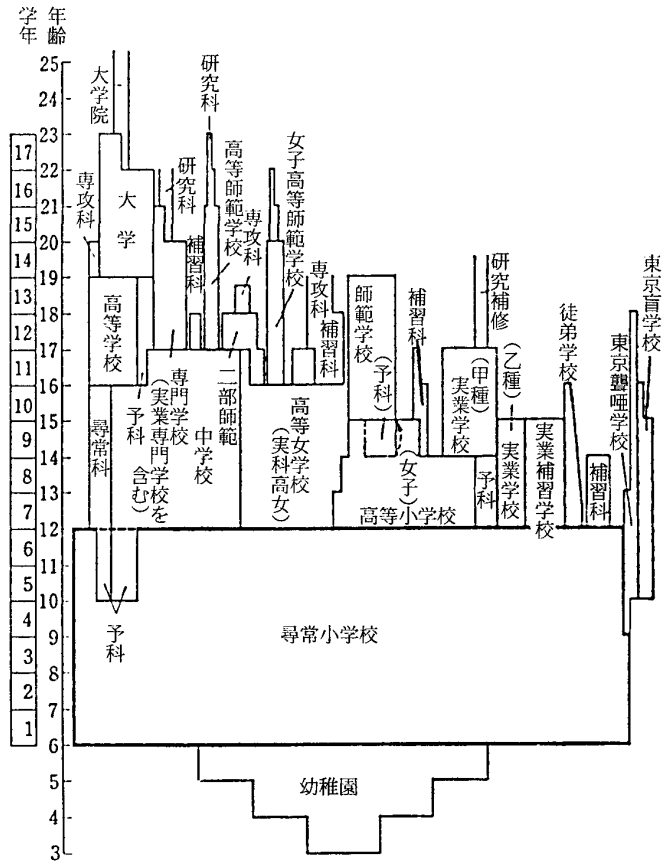 学年
年齢
25
24
23
22
21
20
19
18
17
16
15
14
13
12
11
10
9
8
7
6
5
4
3
17
16
15
14
13
12
11
10
9
8
7
6
5
4
3
2
1
大学院
専攻科
大学
高等学校
尋常科
予科
予科
研究科
専門学校
(実業専門学校を含む)
補習科
中学校
研究科
高等師範学校
専攻科
二部師範
女子高等師範学校
専攻科
補習科
高等女学校
(実科高女)
師範学校
(予科)
(女子)
補習科
高等小学校
実業学校(甲種)
予科
研究補修
実業学校(乙種)
実業補習学校
徒弟学校
補習科
東京聾唖学校
東京盲学校
尋常小学校
幼稚園